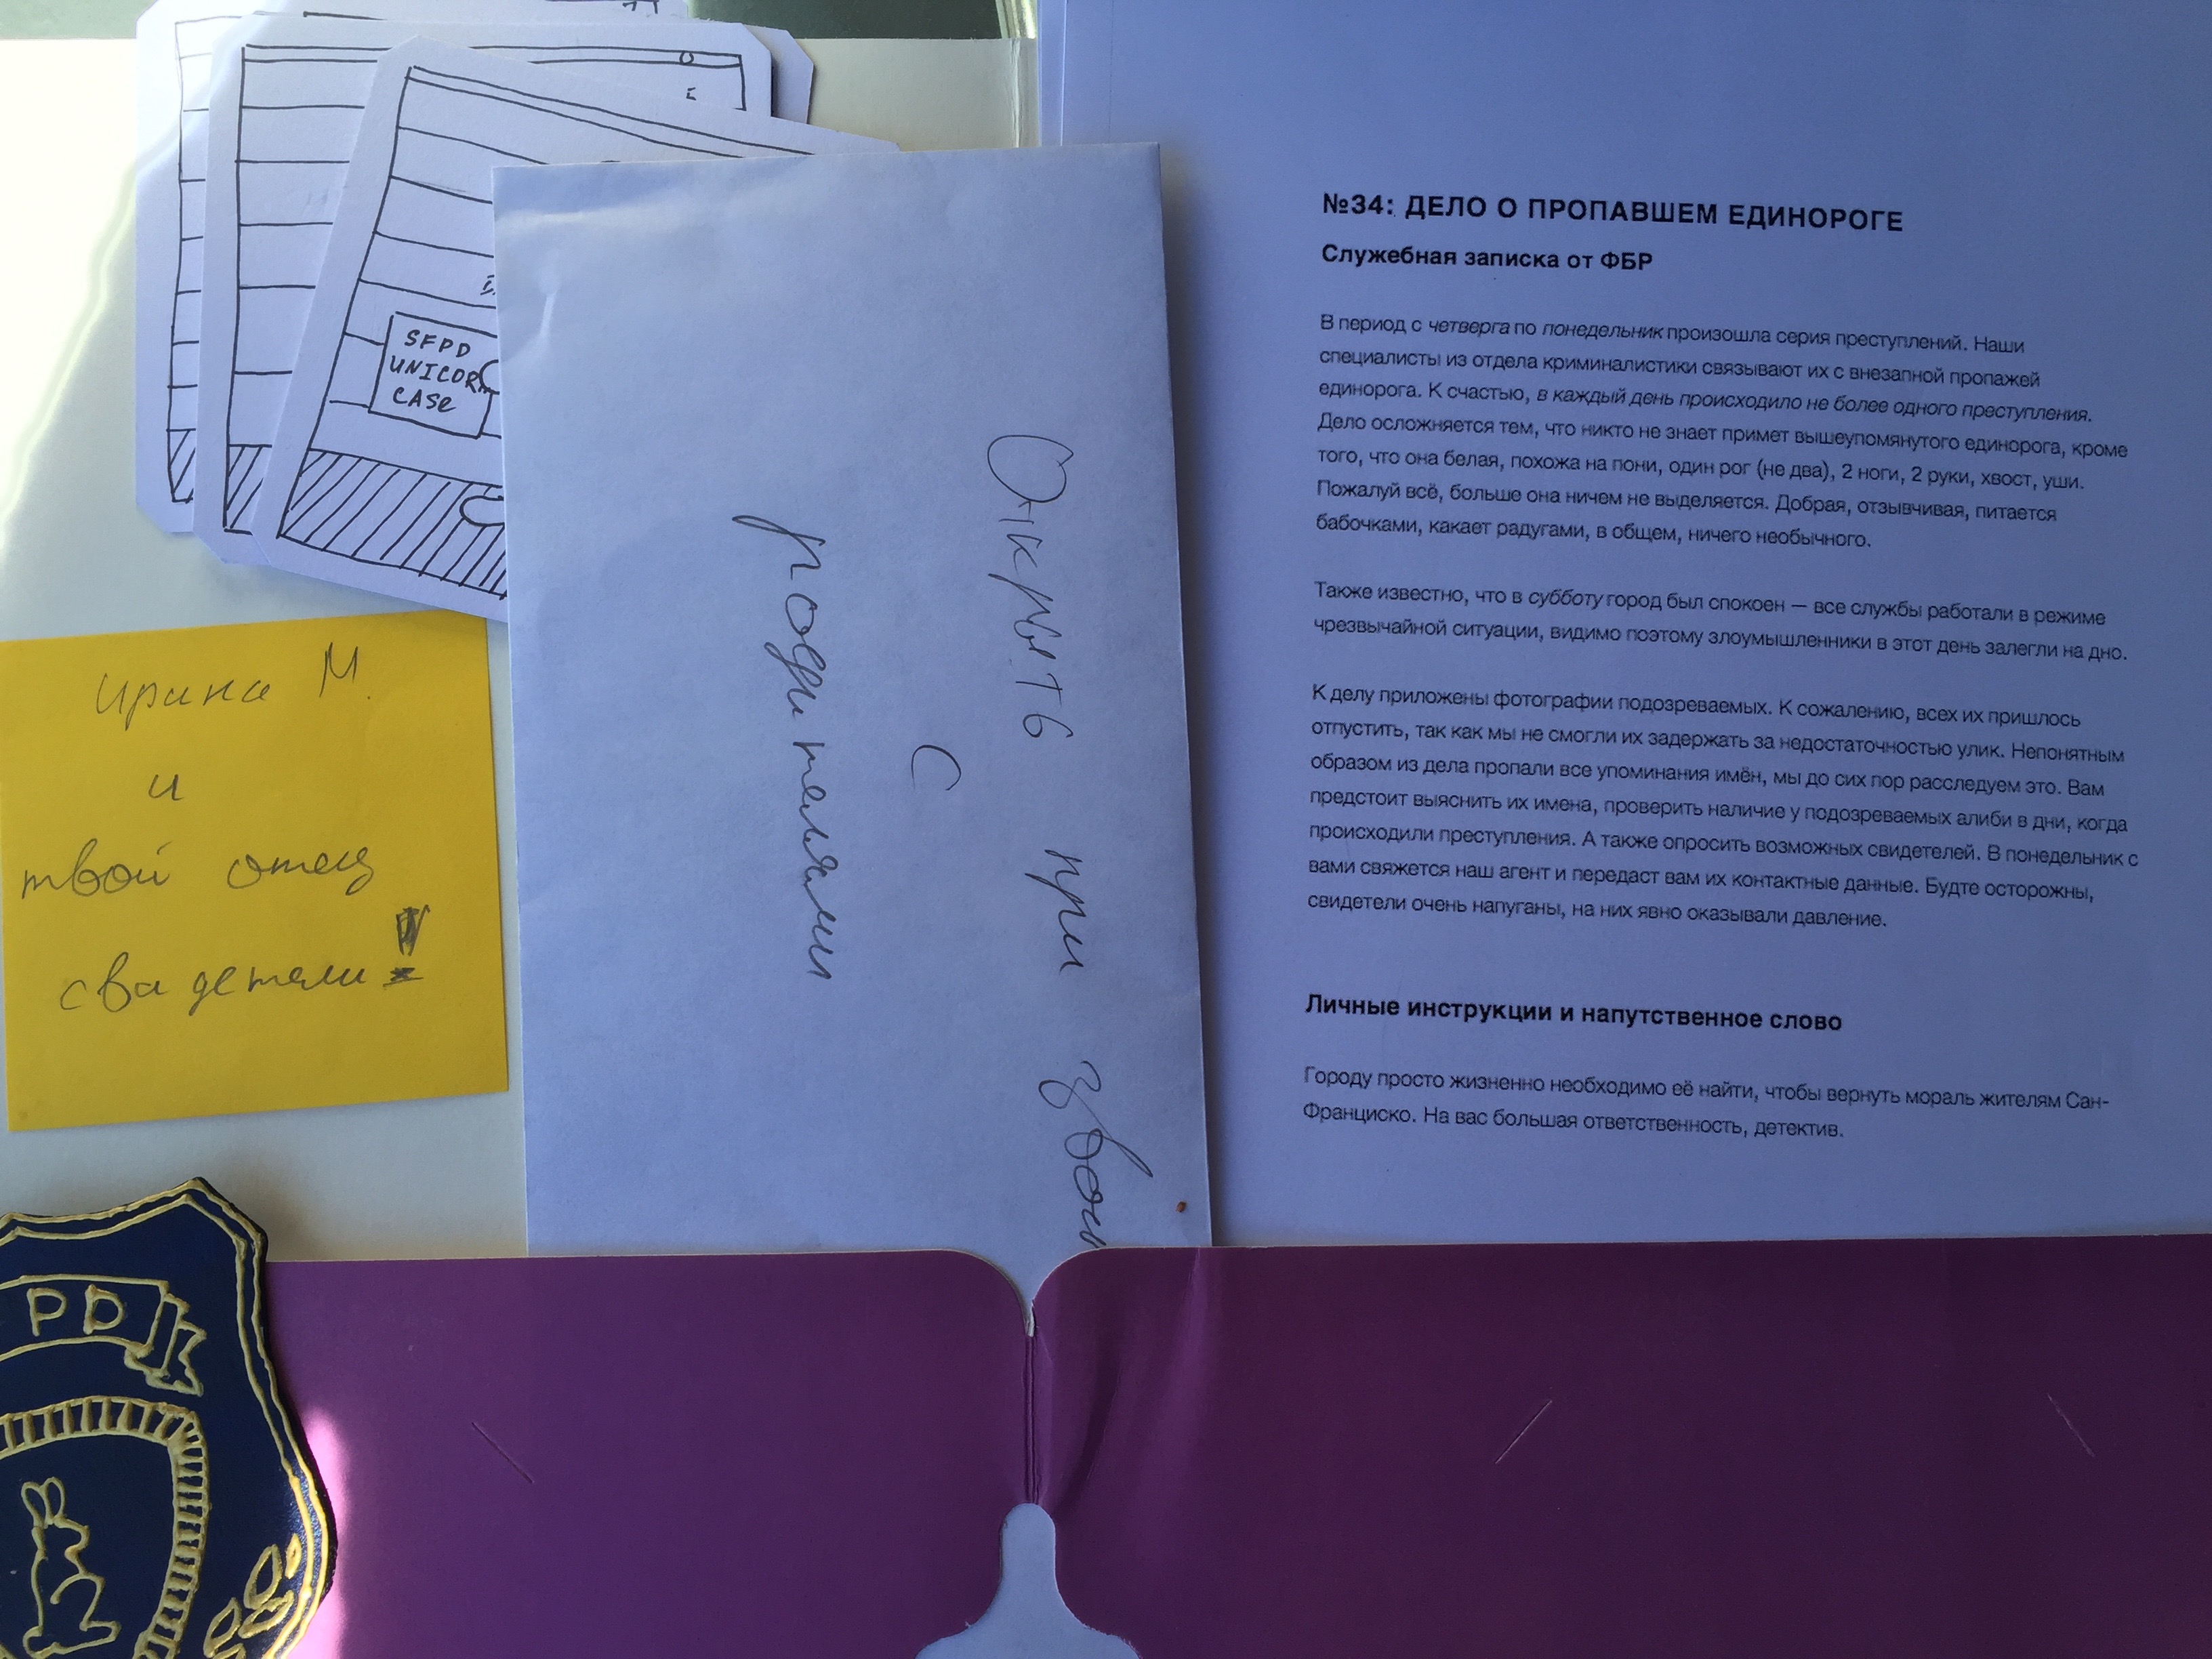 SFPD
UNICORN
CASE
Ирина М.
и
твой отец
свидетели!
Открыть при
с
родителями
PD
№34: ДЕЛО О ПРОПАВШЕМ ЕДИНОРОГЕ
Служебная записка от ФБР
В период с четверга по понедельник произошла серия преступлений. Наши
специалисты из отдела криминалистики связывают их с внезапной пропажей
единорога. К счастью, в каждый день происходило не более одного преступления.
Дело осложняется тем, что никто не знает примет вышеупомянутого единорога, кроме
того, что она белая, похожа на пони, один рог (не два), 2 ноги, 2 руки, хвост, уши.
Пожалуй всё, больше она ничем не выделяется. Добрая, отзывчивая, питается
бабочками, какает радугами, в общем, ничего необычного.
Также известно, что в субботу город был спокоен — все службы работали в режиме
чрезвычайной ситуации, видимо поэтому злоумышленники в этот день залегли на дно.
К делу приложены фотографии подозреваемых. К сожалению, всех их пришлось
отпустить, так как мы не смогли их задержать за недостаточностью улик. Непонятным
образом из дела пропали все упоминания имён, мы до сих пор расследуем это. Вам
предстоит выяснить их имена, проверить наличие у подозреваемых алиби в дни, когда
происходили преступления. А также опросить возможных свидетелей. В понедельник с
вами свяжется наш агент и передаст вам их контактные данные. Будте осторожны,
свидетели очень напуганы, на них явно оказывали давление.
Личные инструкции и напутственное слово
Городу просто жизненно необходимо её найти, чтобы вернуть мораль жителям Сан-
Франциско. На вас большая ответственность, детектив.